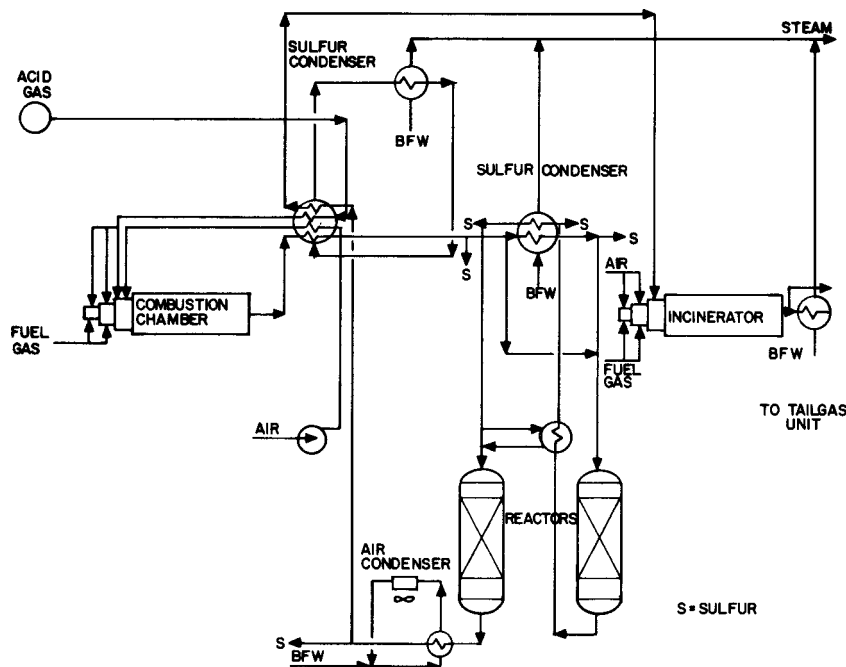 STEAM
SULFUR
CONDENSER
ACID
GAS
BFW
SULFUR CONDENSER
S
S
S
S
AIR
BFW
COMBUSTION
CHAMBER
INCINERATOR
FUEL
GAS
FUEL
GAS
BFW
TO TAILGAS
UNIT
AIR
REACTORS
AIR
CONDENSER
S = SULFUR
S
BFW